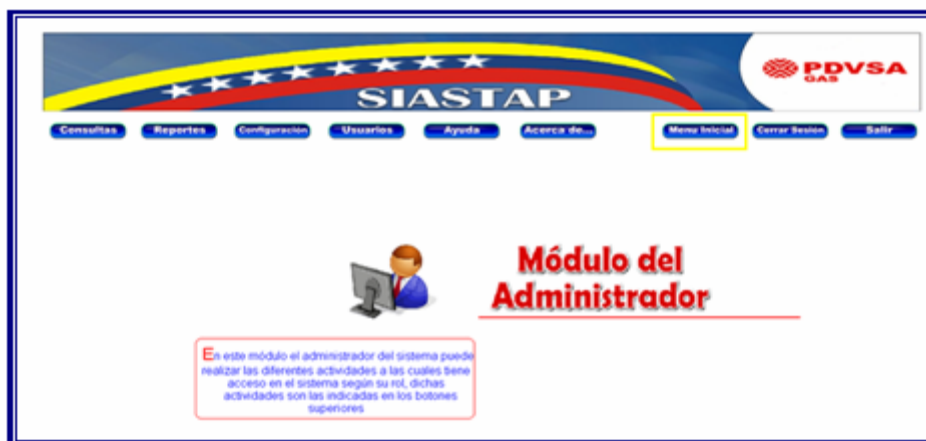 PDVSA
GAS
SIASTAP
Consultas Reportes Configuración Usuarios Ayuda Acerca de... Menu Inicial Cerrar Sesión Salir
Módulo del
Administrador
En este módulo el administrador del sistema puede
realizar las diferentes actividades a las cuales tiene
acceso en el sistema según su rol, dichas
actividades son las indicadas en los botones
superiores